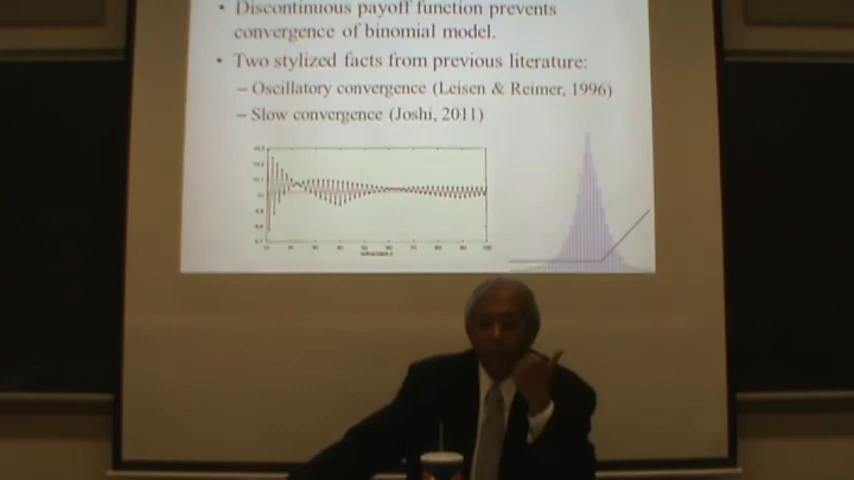 • Discontinuous payoff function prevents
convergence of binomial model.
• Two stylized facts from previous literature:
– Oscillatory convergence (Leisen & Reimer, 1996)
– Slow convergence (Joshi, 2011)